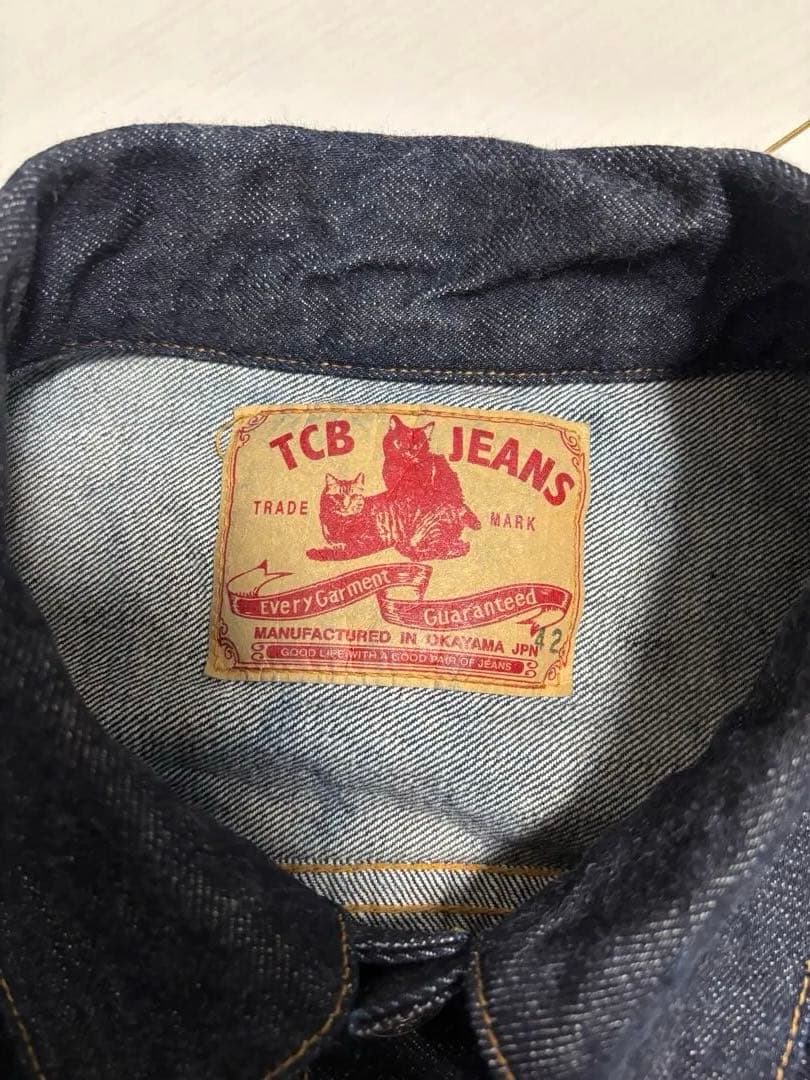 TCB JEANS
TRADE MARK
Every Garment Guaranteed
MANUFACTURED IN OKAYAMA JPN 42
GOOD LIFE WITH A GOOD PAIR OF JEANS